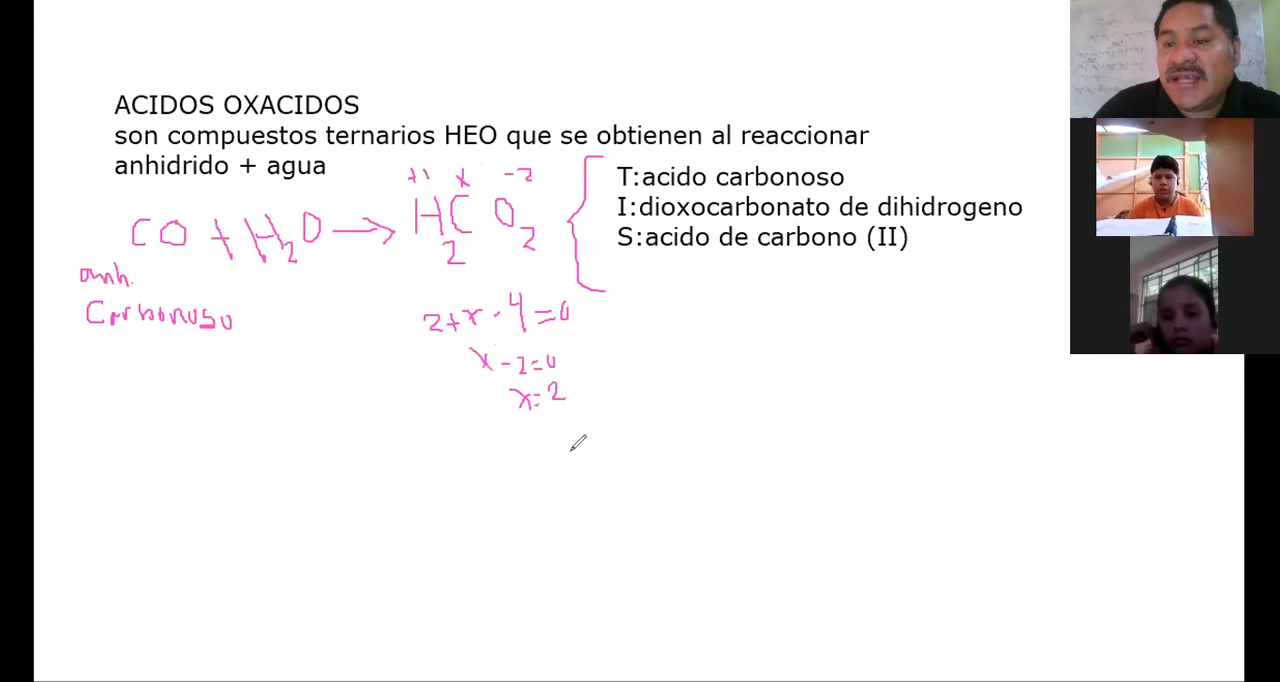 ACIDOS OXACIDOS
son compuestos ternarios HEO que se obtienen al reaccionar
anhidrido + agua
+1 x -2
CO + H2O → H2CO2
anh.
Carbonoso
T:acido carbonoso
I:dioxocarbonato de dihidrogeno
S:acido de carbono (II)
2+x-4=0
x-2=0
x=2